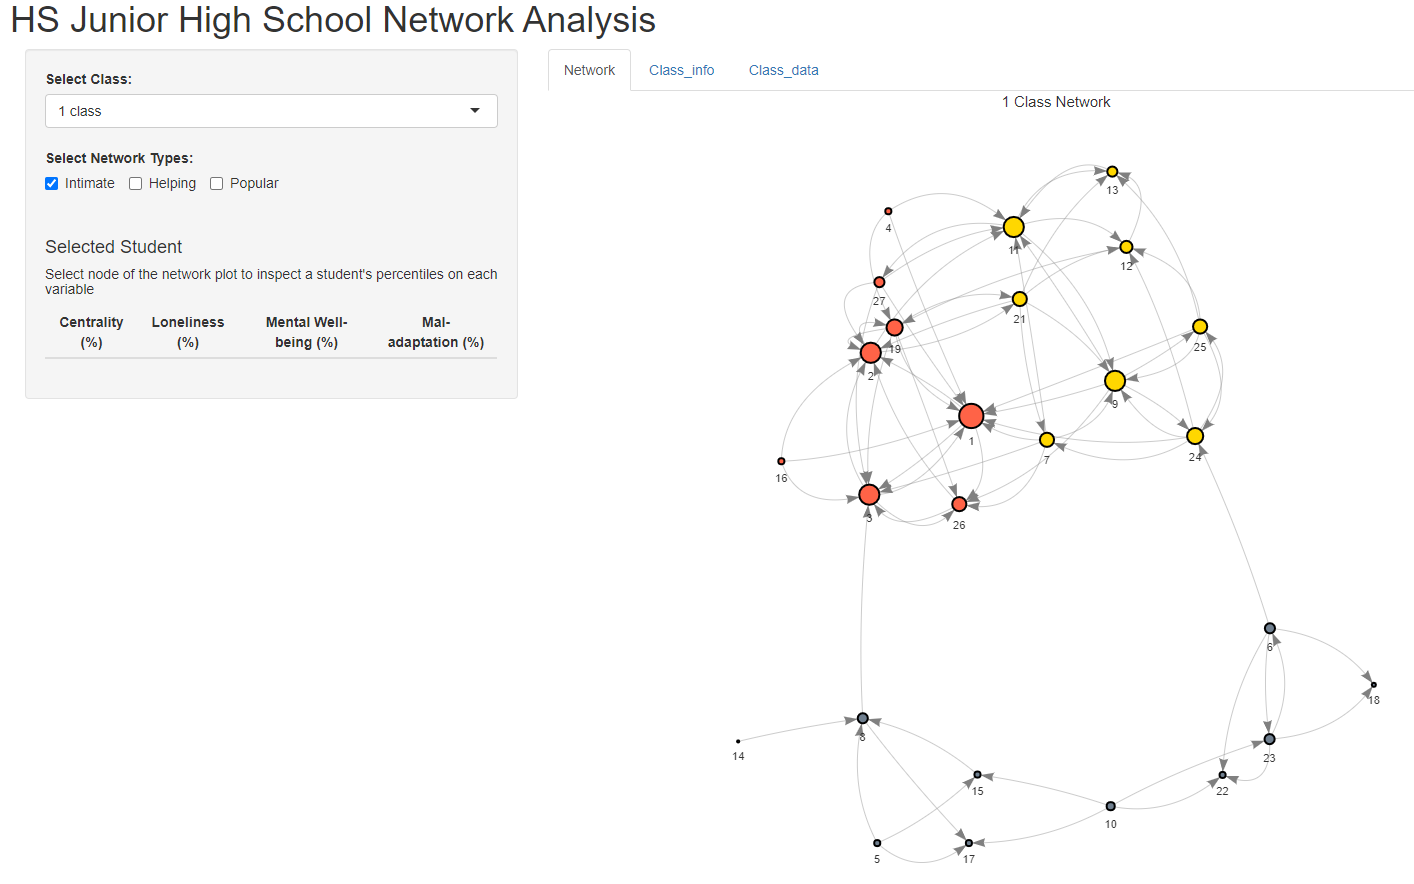 HS Junior High School Network Analysis
Select Class:
1 class
Select Network Types:
Intimate Helping Popular
Selected Student
Select node of the network plot to inspect a student's percentiles on each
variable
Centrality (%)
Loneliness (%)
Mental Well-being (%)
Mal-adaptation (%)
Network Class_info Class_data
1 Class Network
13
4
11
12
27
21
19
25
2
9
1
7
24
16
3
26
6
18
8
14
23
15
22
10
5
17